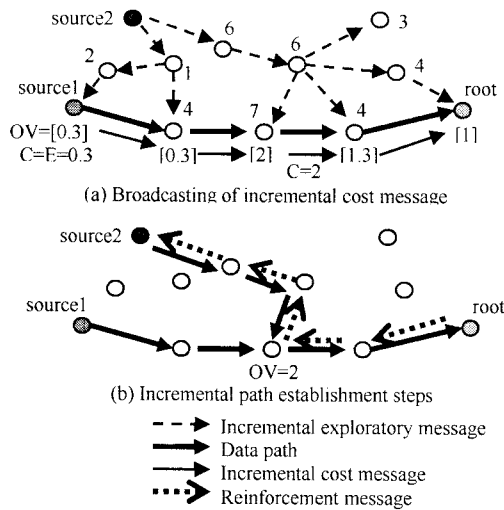 source2
6
3
2
6
source1
1
4
root
4
7
4
OV=[0.3]
C=E=0.3
[0.3]
[2]
C=2
[1.3]
[1]
(a) Broadcasting of incremental cost message
source2
source1
root
OV=2
(b) Incremental path establishment steps
Incremental exploratory message
Data path
Incremental cost message
Reinforcement message